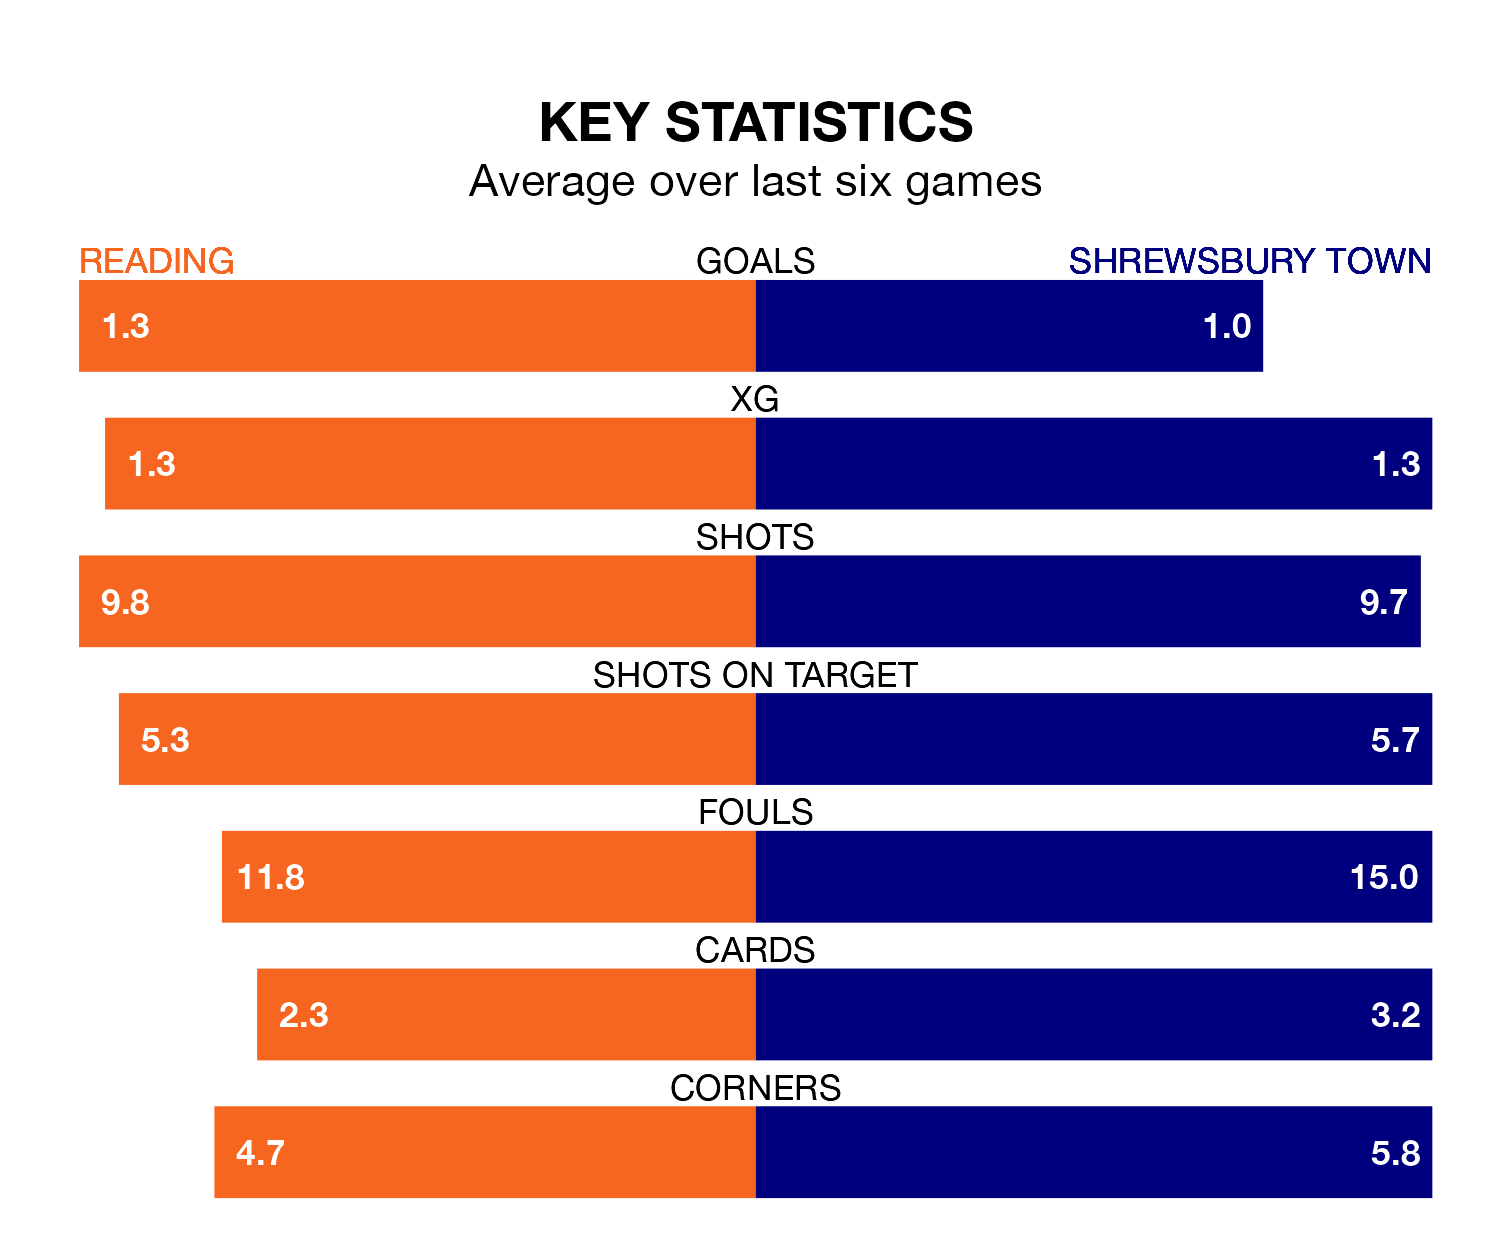 KEY STATISTICS
Average over last six games
READING GOALS SHREWSBURY TOWN
1.3 1.0
XG
1.3 1.3
SHOTS
9.8 9.7
SHOTS ON TARGET
5.3 5.7
FOULS
11.8 15.0
CARDS
2.3 3.2
CORNERS
4.7 5.8